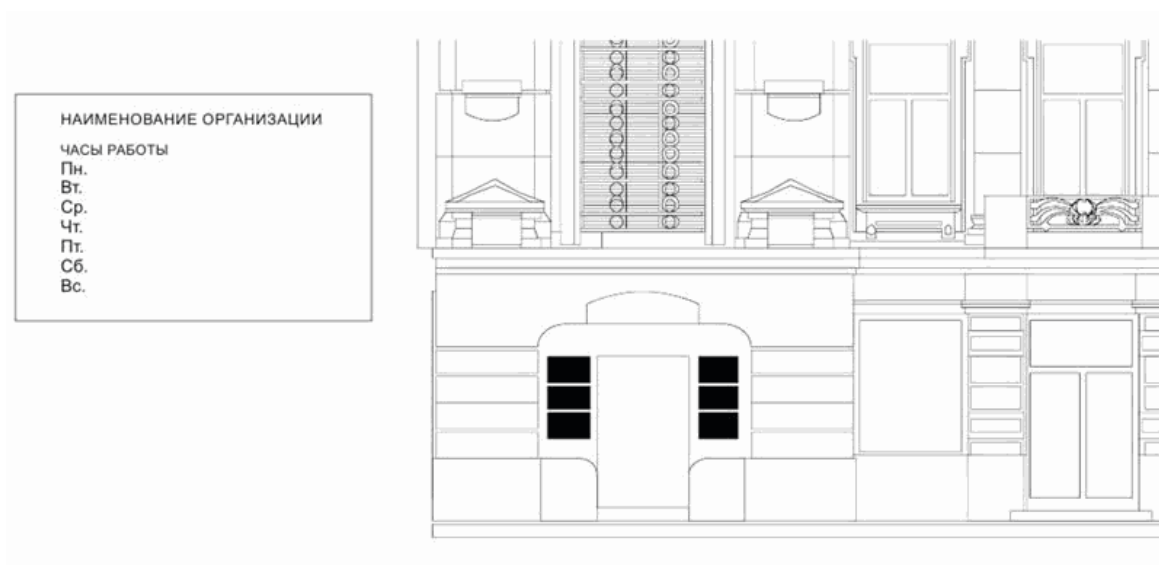 НАИМЕНОВАНИЕ ОРГАНИЗАЦИИ
ЧАСЫ РАБОТЫ
Пн.
Вт.
Ср.
Чт.
Пт.
Сб.
Вс.